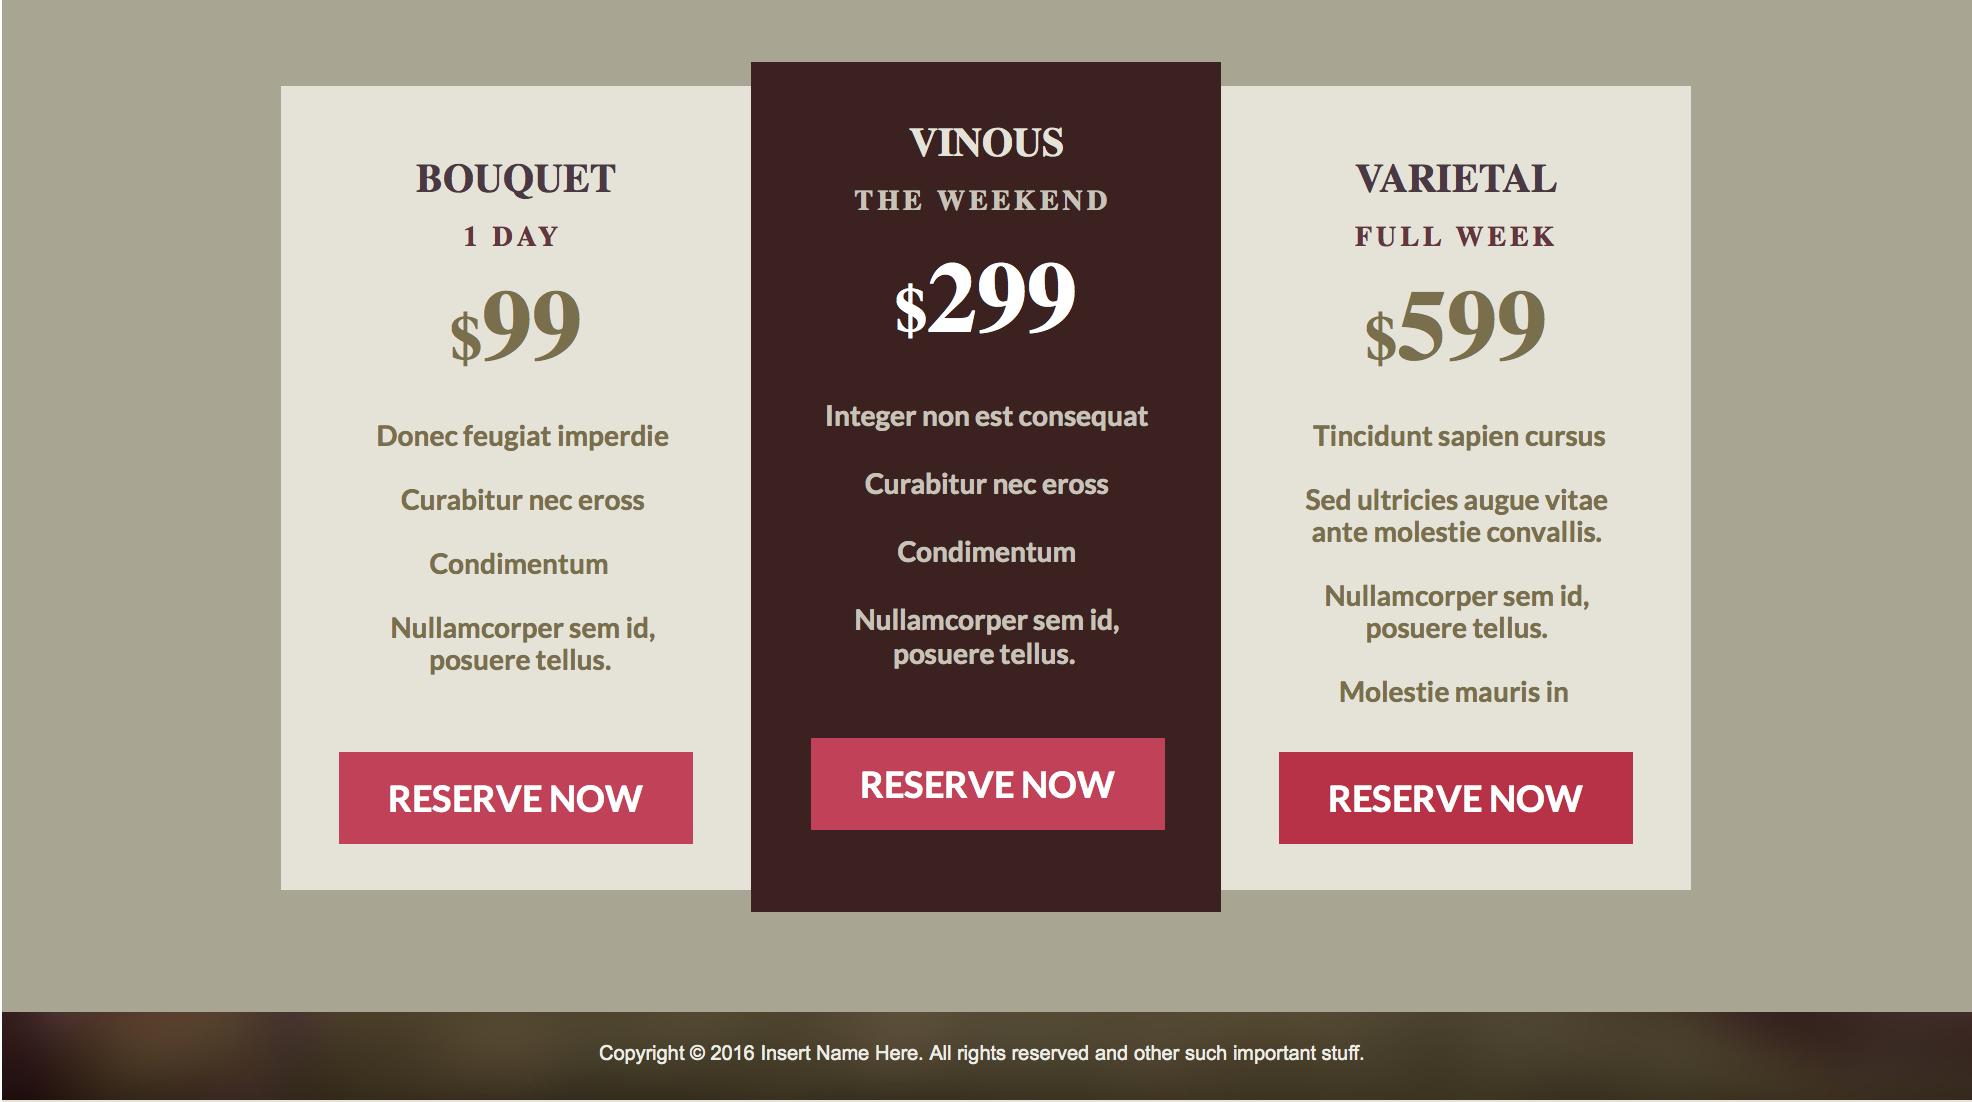 BOUQUET
1 DAY
$99
Donec feugiat imperdie
Curabitur nec eross
Condimentum
Nullamcorper sem id,
posuere tellus.
RESERVE NOW
VINOUS
THE WEEKEND
$299
Integer non est consequat
Curabitur nec eross
Condimentum
Nullamcorper sem id,
posuere tellus.
RESERVE NOW
VARIETAL
FULL WEEK
$599
Tincidunt sapien cursus
Sed ultricies augue vitae
ante molestie convallis.
Nullamcorper sem id,
posuere tellus.
Molestie mauris in
RESERVE NOW
Copyright © 2016 Insert Name Here. All rights reserved and other such important stuff.